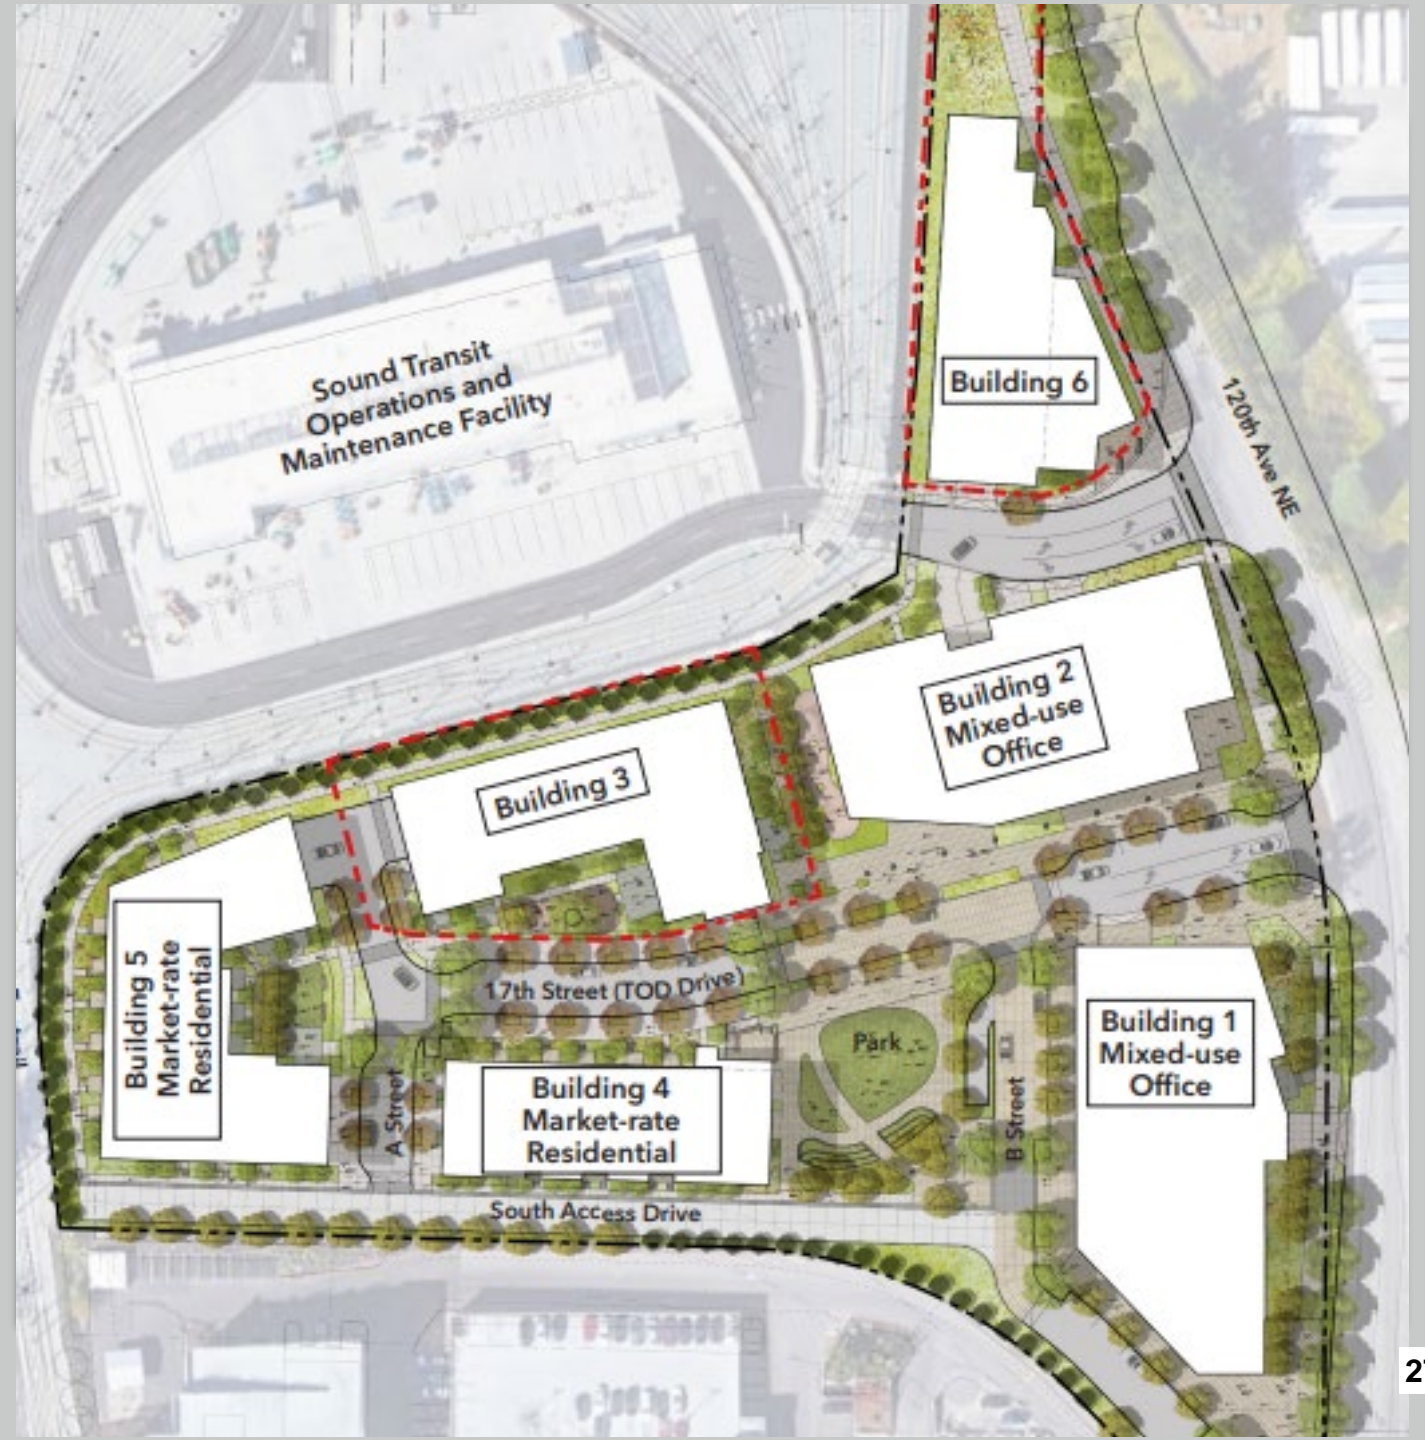 Sound Transit
Operations and
Maintenance Facility
Building 6
120th Ave NE
Building 2
Mixed-use
Office
Building 3
Building 5
Market-rate
Residential
17th Street (TOD Drive)
Park
Building 1
Mixed-use
Office
Building 4
Market-rate
Residential
A Street
B Street
South Access Drive